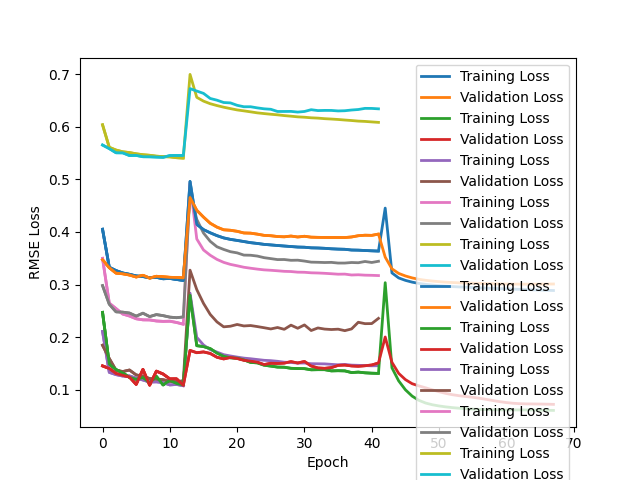 0.7
0.6
0.5
0.4
0.3
0.2
0.1
RMSE Loss
0
10
20
30
40
50
60
70
Epoch
Training Loss
Validation Loss
Training Loss
Validation Loss
Training Loss
Validation Loss
Training Loss
Validation Loss
Training Loss
Validation Loss
Training Loss
Validation Loss
Training Loss
Validation Loss
Training Loss
Validation Loss
Training Loss
Validation Loss
Training Loss
Validation Loss